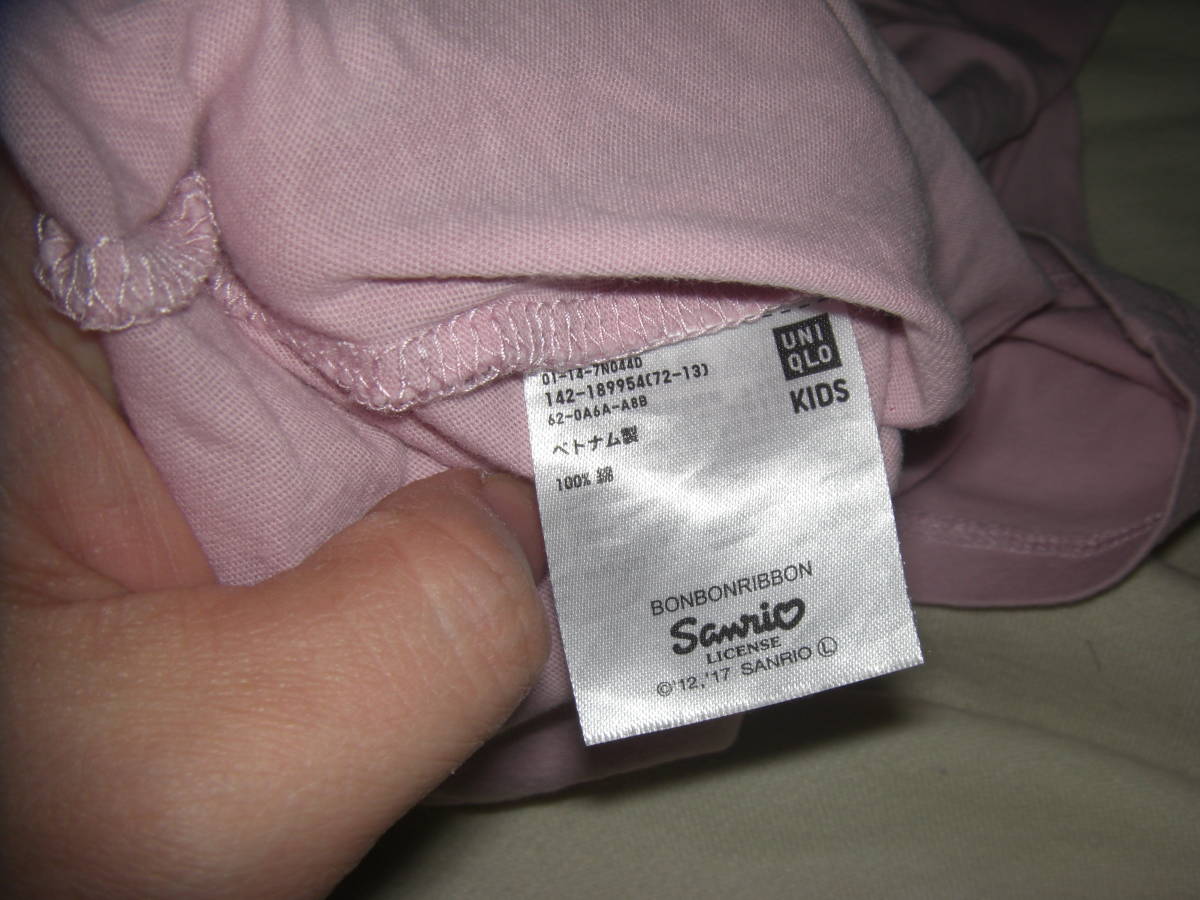 UNI
QLO
KIDS
01-14-7N044D
142-189954(72-13)
62-0A6A-A8B
ベトナム製
100% 綿
BONBONRIBBON
Sanrio
LICENSE
©'12,'17 SANRIO Ⓛ